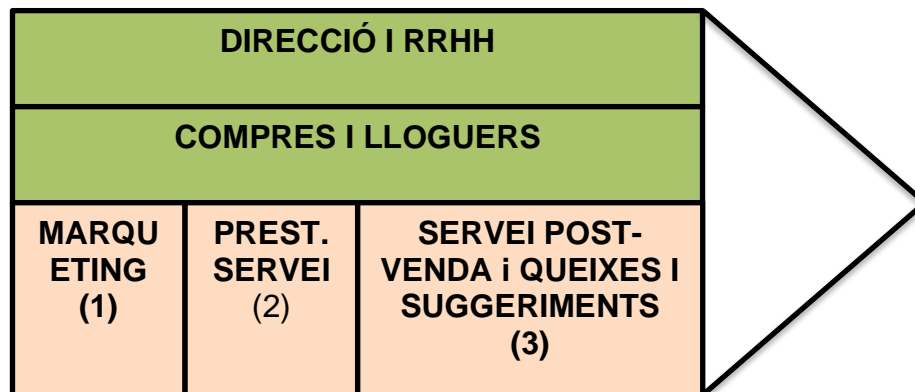 DIRECCIÓ I RRHH
COMPRES I LLOGUERS
MARQU
ETING
(1)
PREST.
SERVEI
(2)
SERVEI POST-
VENDA i QUEIXES I
SUGGERIMENTS
(3)